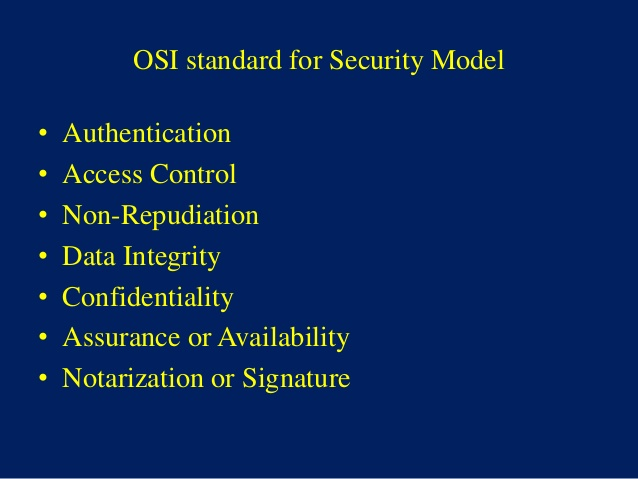 OSI standard for Security Model
• Authentication
• Access Control
• Non-Repudiation
• Data Integrity
• Confidentiality
• Assurance or Availability
• Notarization or Signature